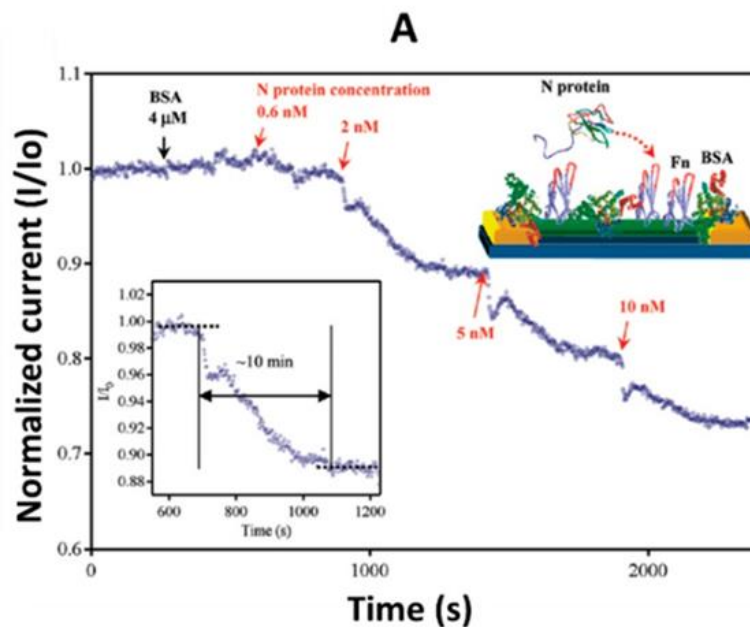 A
Normalized current (I/Io)
1.1
1.0
0.9
0.8
0.7
0.6
0
1000
2000
Time (s)
BSA
4 μM
N protein concentration
0.6 nM
2 nM
5 nM
10 nM
N protein
Fn
BSA
I/I₀
1.02
1.00
0.98
0.96
0.94
0.92
0.90
0.88
~10 min
600
800
1000
1200
Time (s)